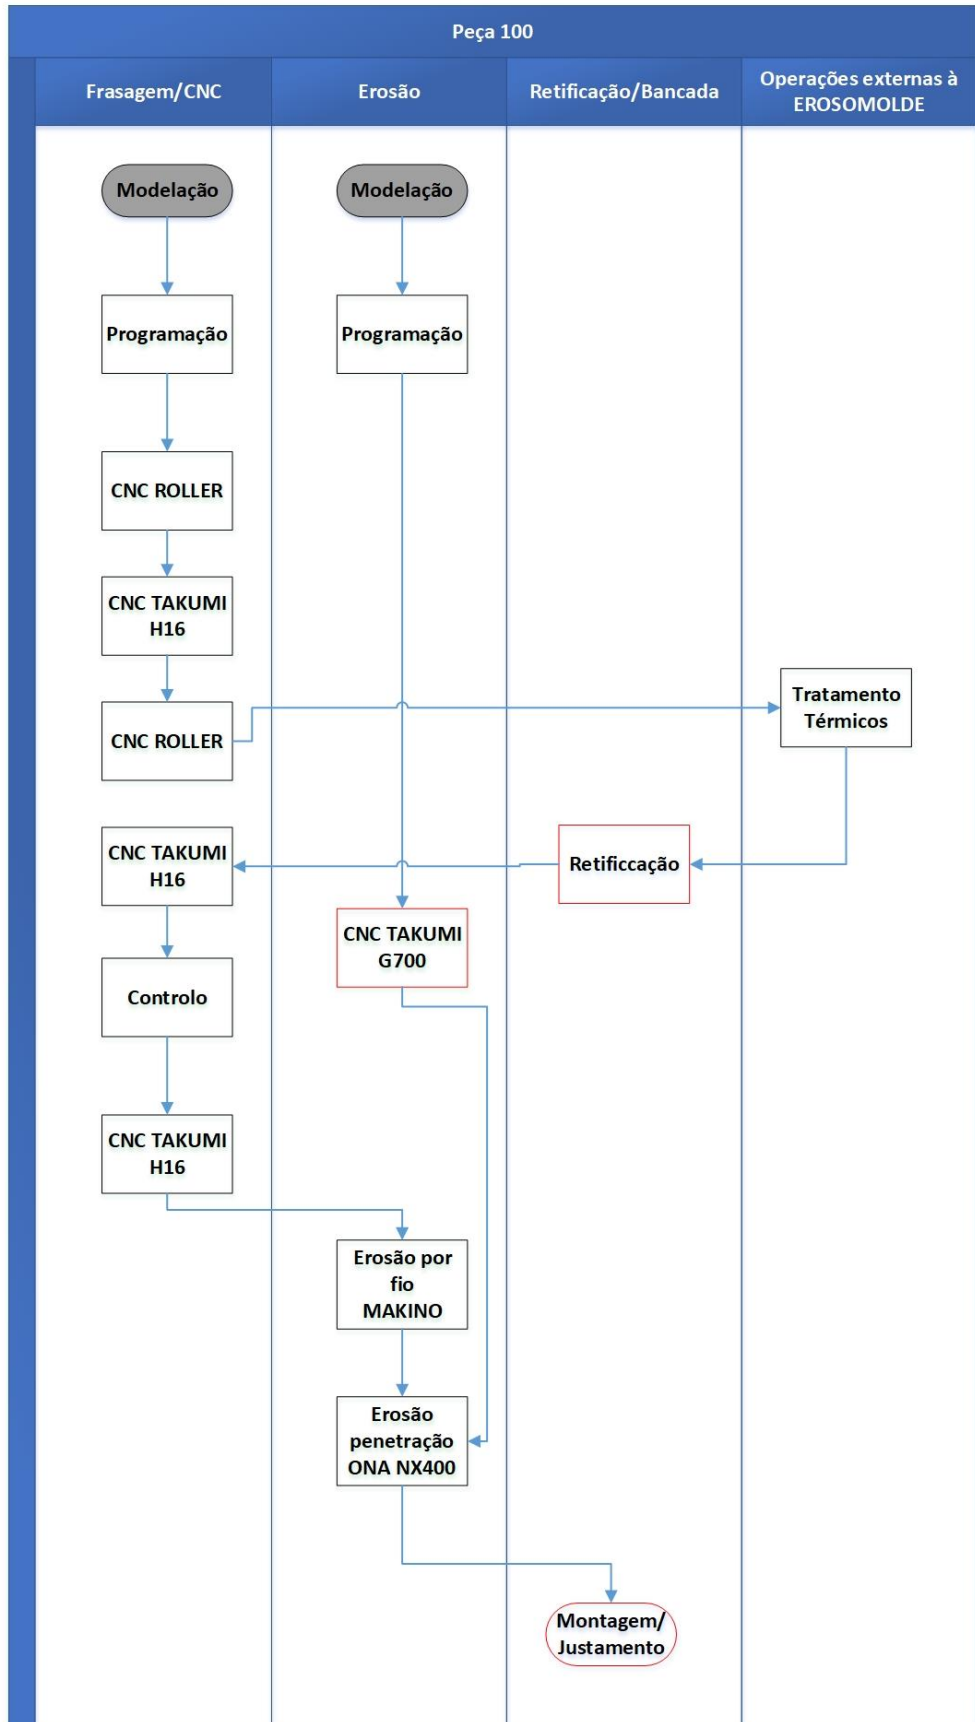 Peça 100
Frasagem/CNC
Erosão
Retificação/Bancada
Operações externas à
EROSOMOLDE
Modelação
Modelação
Programação
Programação
CNC ROLLER
CNC TAKUMI
H16
CNC ROLLER
Tratamento
Térmicos
CNC TAKUMI
H16
Retificcação
CNC TAKUMI
G700
Controlo
CNC TAKUMI
H16
Erosão por
fio
MAKINO
Erosão
penetração
ONA NX400
Montagem/
Justamento